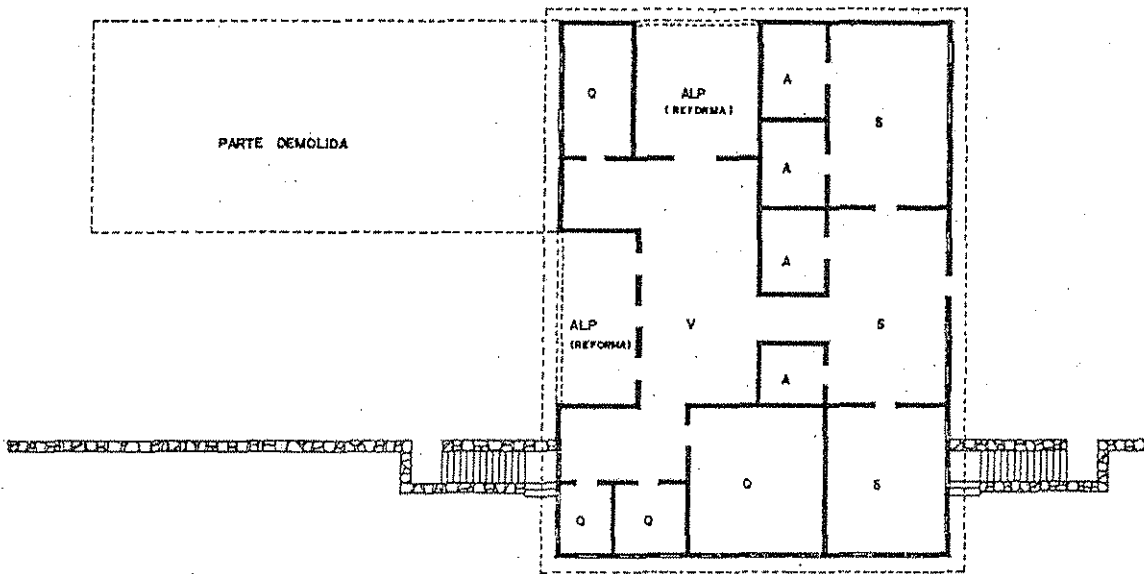 Q
ALP
(REFORMA)
A
S
PARTE DEMOLIDA
A
A
ALP
(REFORMA)
V
S
A
Q
Q
Q
S